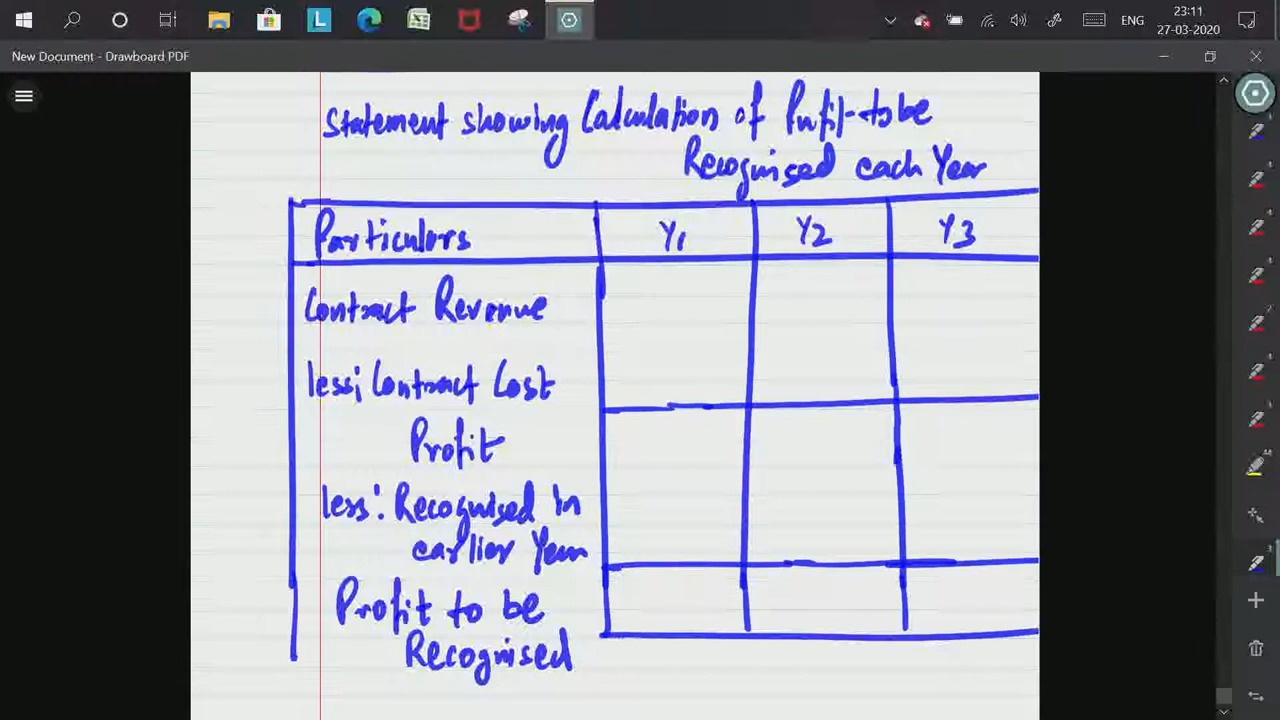 ENG
23:11
27-03-2020
New Document - Drawboard PDF
Statement showing Calculation of Profit to be
Recognised each Year
Particulars Y1 Y2 Y3
Contract Revenue
less: Contract Cost
Profit
less: Recognised in
earlier Year
Profit to be
Recognised